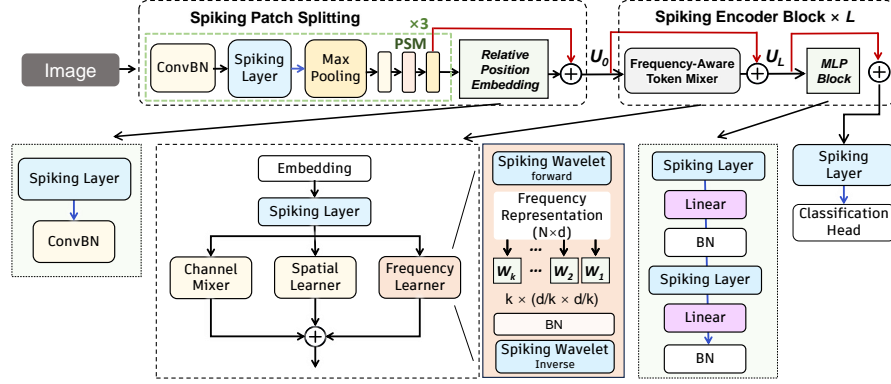 Spiking Patch Splitting
Spiking Encoder Block × L
×3
PSM
Image
ConvBN
Spiking
Layer
Max
Pooling
Relative
Position
Embedding
U0
Frequency-Aware
Token Mixer
UL
MLP
Block
Spiking Layer
ConvBN
Embedding
Spiking Layer
Channel
Mixer
Spatial
Learner
Frequency
Learner
Spiking Wavelet
forward
Frequency
Representation
(N×d)
... ...
Wk ... W2 W1
k × (d/k × d/k)
BN
Spiking Wavelet
Inverse
Spiking Layer
Linear
BN
Spiking Layer
Linear
BN
Spiking
Layer
Classification
Head